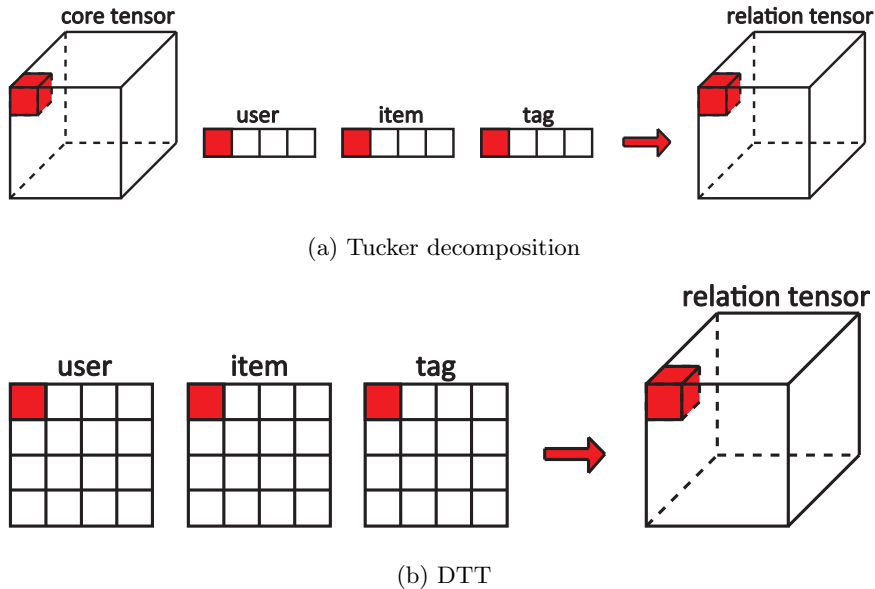 core tensor
relation tensor
user
item
tag
(a) Tucker decomposition
relation tensor
user
item
tag
(b) DTT